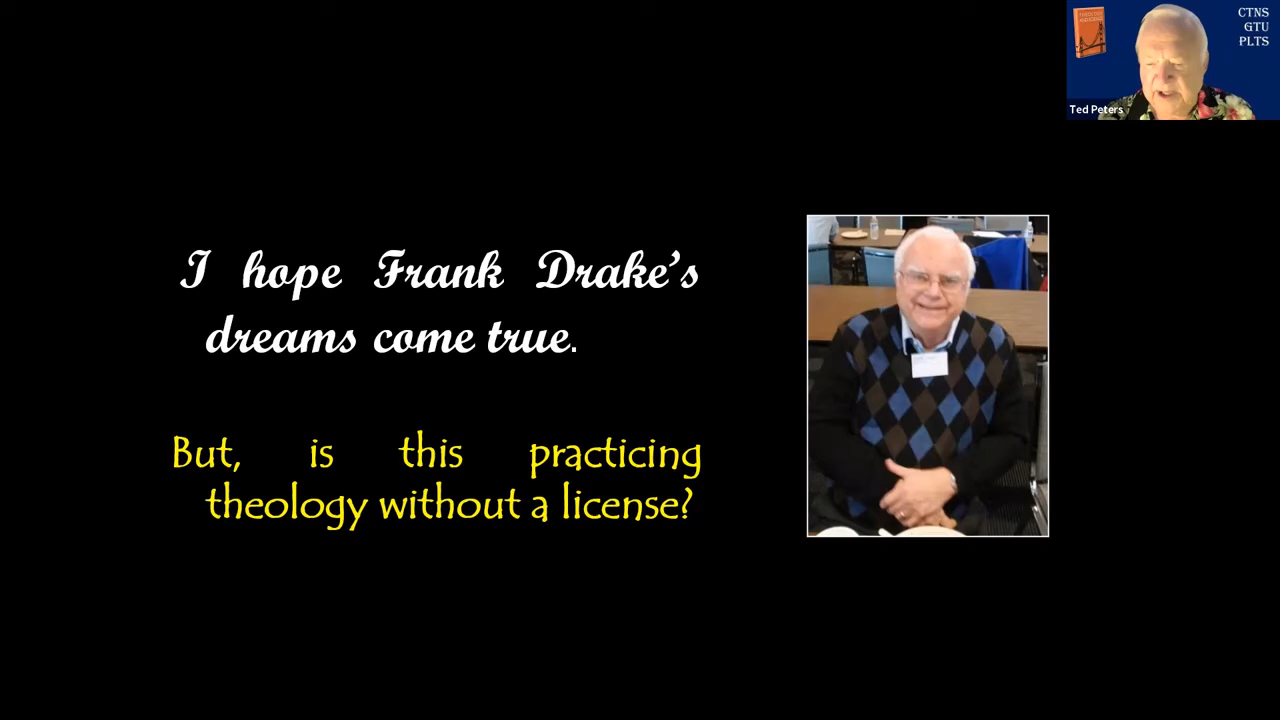 CTNS
GTU
PLTS
Ted Peters
I hope Frank Drake's
dreams come true.
But, is this practicing
theology without a license?